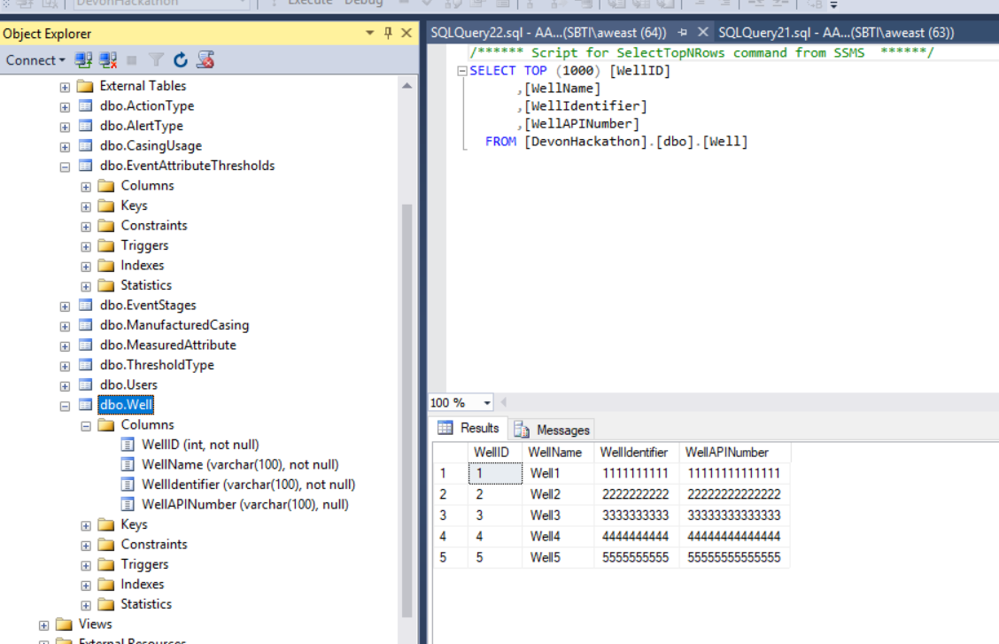 DevonHackathon
Execute Debug
Object Explorer
Connect
External Tables
dbo.ActionType
dbo.AlertType
dbo.CasingUsage
dbo.EventAttributeThresholds
Columns
Keys
Constraints
Triggers
Indexes
Statistics
dbo.EventStages
dbo.ManufacturedCasing
dbo.MeasuredAttribute
dbo.ThresholdType
dbo.Users
dbo.Well
Columns
WellID (int, not null)
WellName (varchar(100), not null)
WellIdentifier (varchar(100), not null)
WellAPINumber (varchar(100), null)
Keys
Constraints
Triggers
Indexes
Statistics
Views
External Resources
SQLQuery22.sql - AA...(SBTI\aweast (64)) SQLQuery21.sql - AA...(SBTI\aweast (63))
/****** Script for SelectTopNRows command from SSMS ******/
SELECT TOP (1000) [WellID]
,[WellName]
,[WellIdentifier]
,[WellAPINumber]
FROM [DevonHackathon].[dbo].[Well]
100 %
Results Messages
WellID WellName WellIdentifier WellAPINumber
1 1 Well1 1111111111 11111111111111
2 2 Well2 2222222222 22222222222222
3 3 Well3 3333333333 33333333333333
4 4 Well4 4444444444 44444444444444
5 5 Well5 5555555555 55555555555555